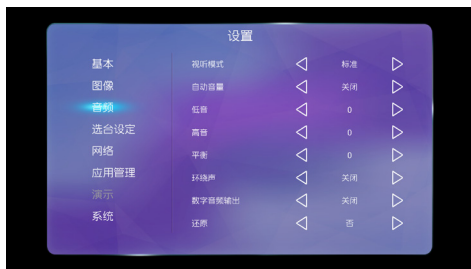 设置
基本
图像
音频
选台设定
网络
应用管理
演示
系统
视听模式 标准
自动音量 关闭
低音 0
高音 0
平衡 0
环绕声 关闭
数字音频输出 关闭
还原 否